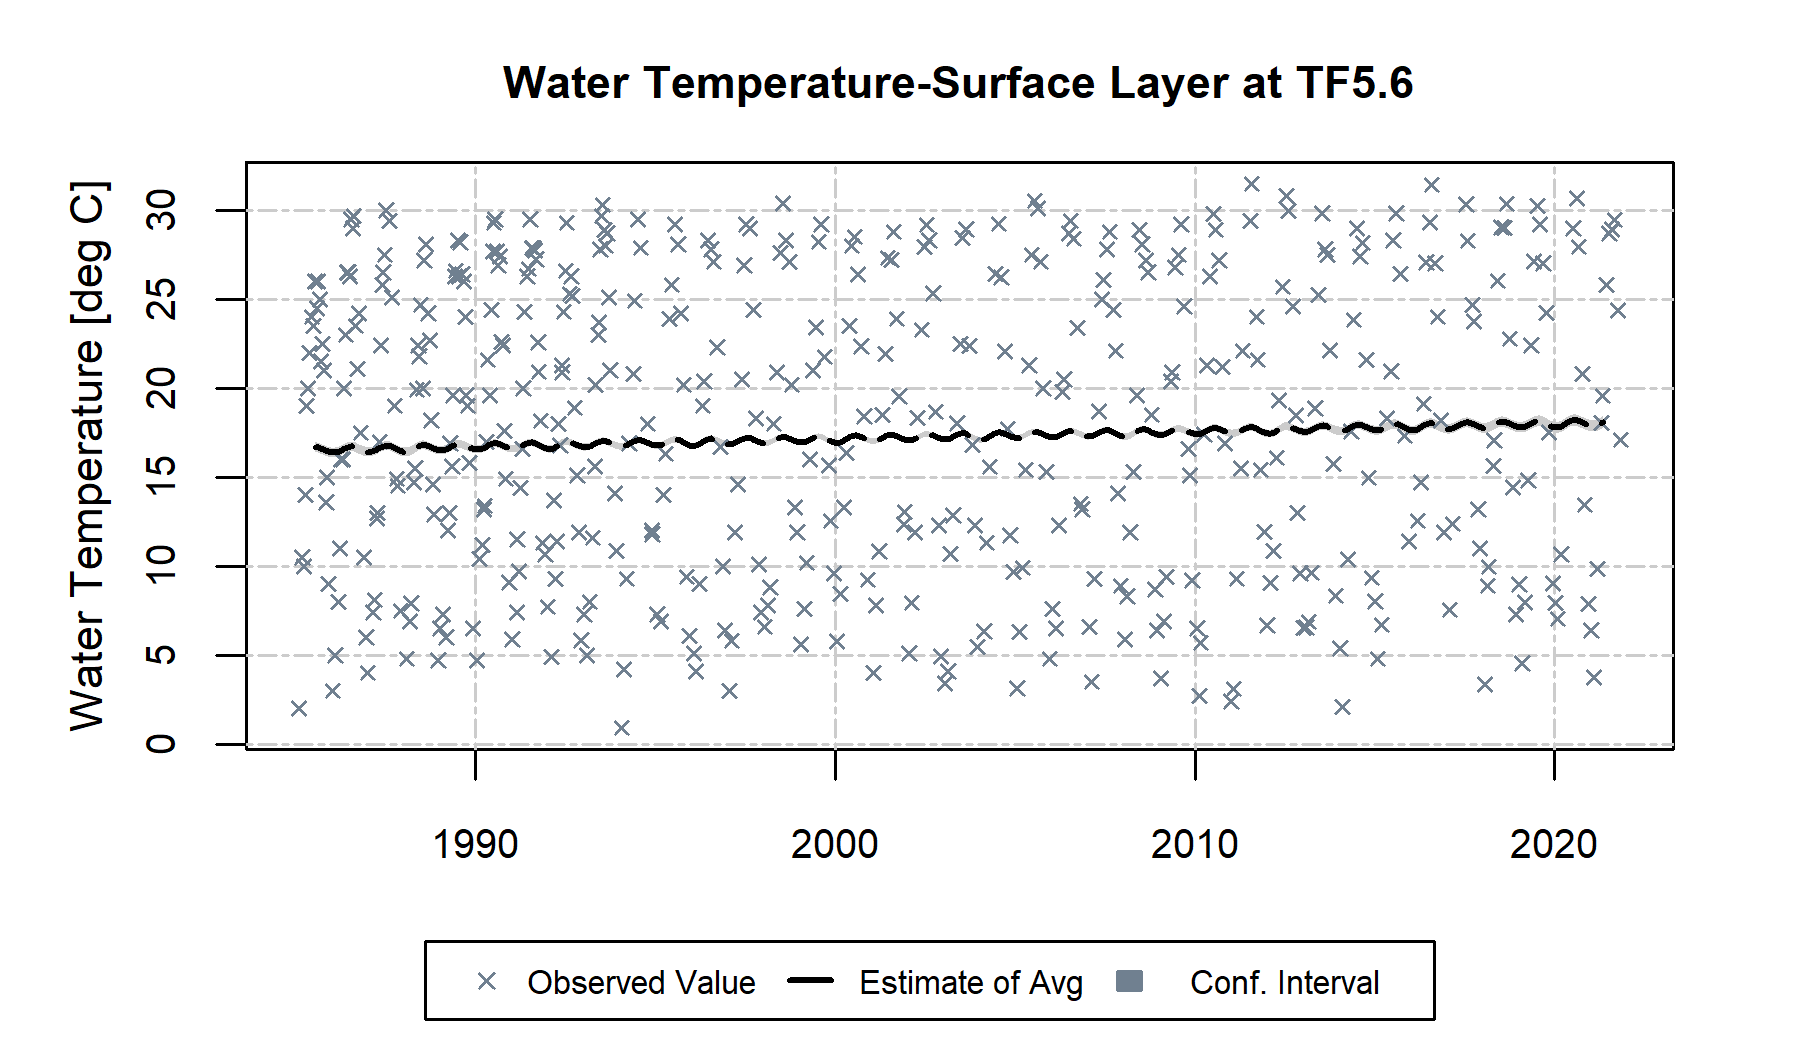 Water Temperature-Surface Layer at TF5.6
Water Temperature [deg C]
30
25
20
15
10
5
0
1990 2000 2010 2020
Observed Value Estimate of Avg Conf. Interval